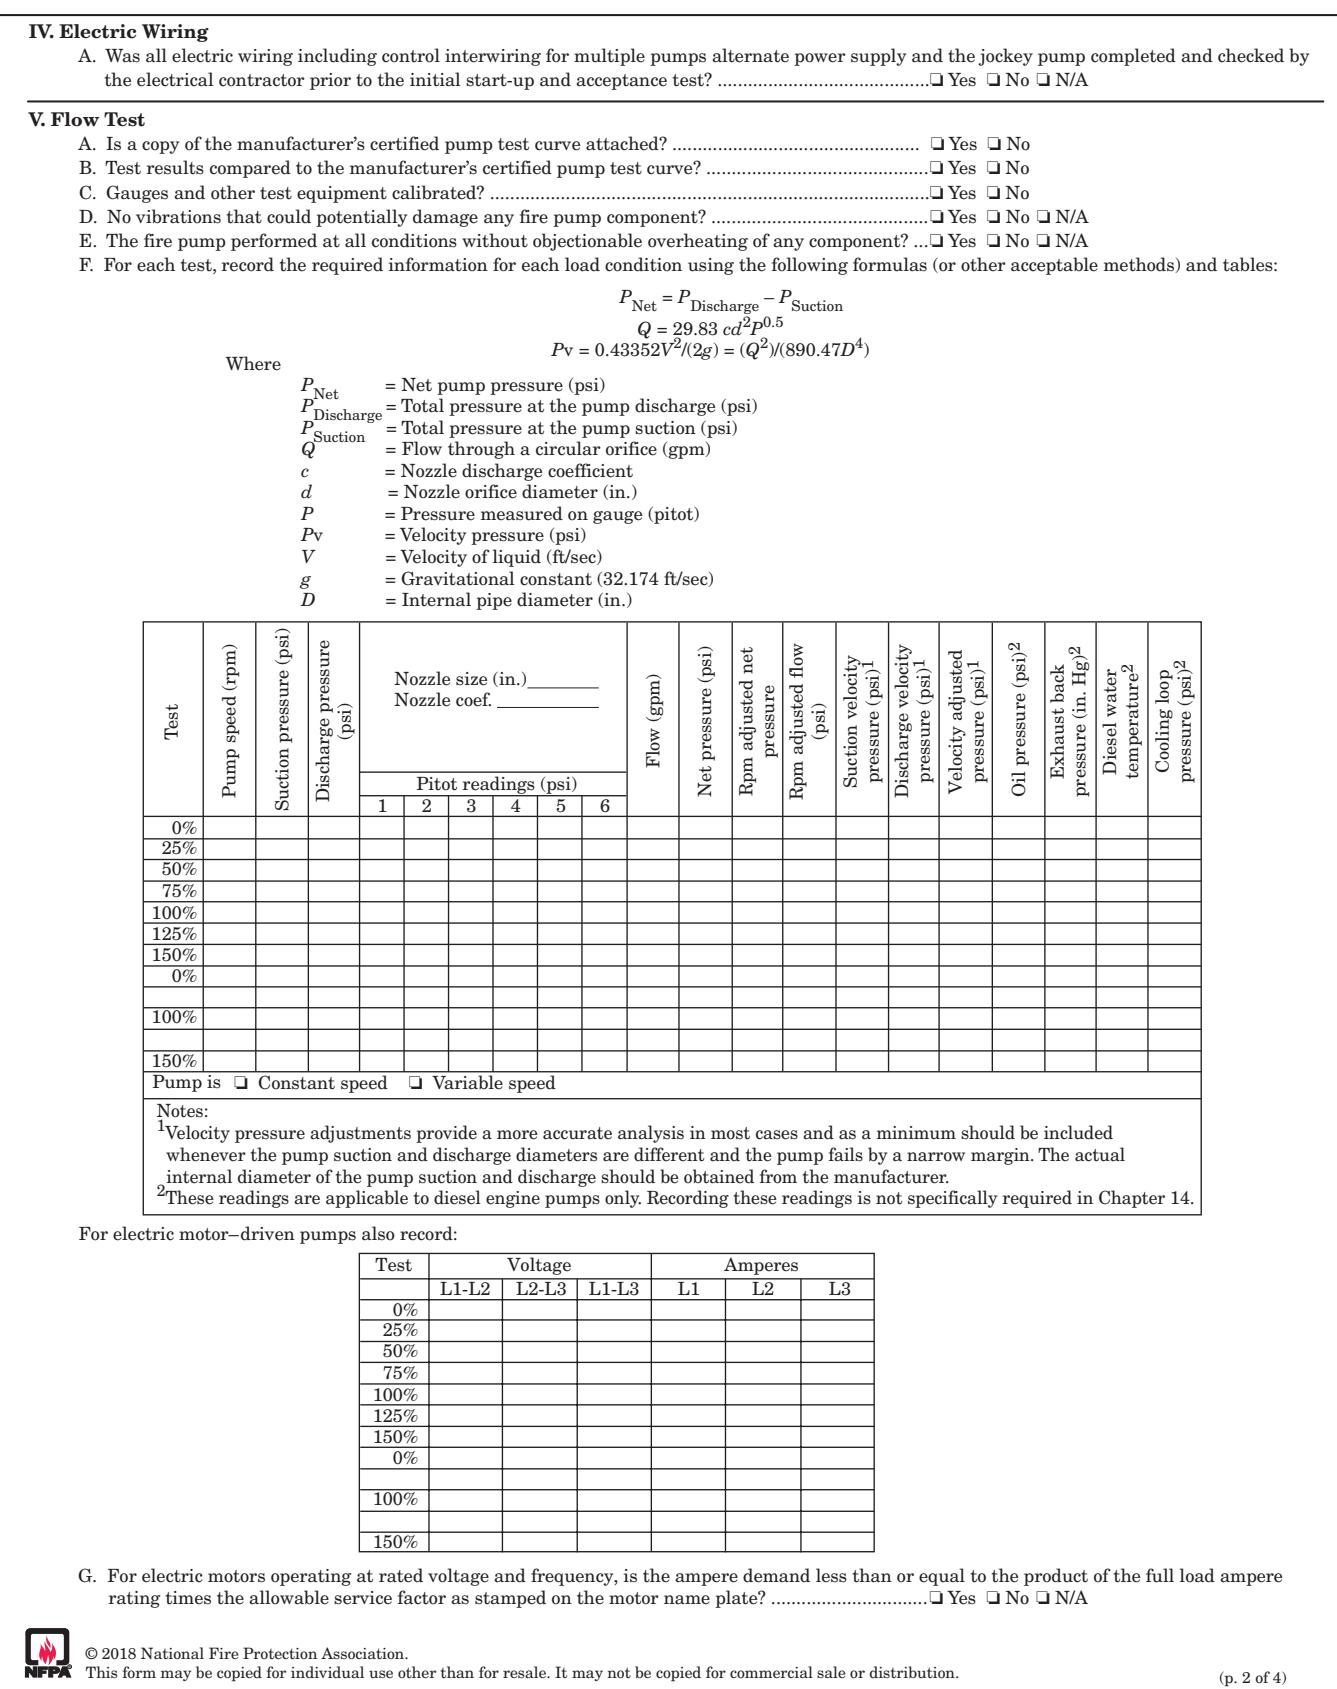 IV. Electric Wiring
A. Was all electric wiring including control interwiring for multiple pumps alternate power supply and the jockey pump completed and checked by
the electrical contractor prior to the initial start-up and acceptance test? ..................................... ❏ Yes ❏ No ❏ N/A
V. Flow Test
A. Is a copy of the manufacturer's certified pump test curve attached? ........................................... ❏ Yes ❏ No
B. Test results compared to the manufacturer's certified pump test curve? ....................................... ❏ Yes ❏ No
C. Gauges and other test equipment calibrated? ............................................................................. ❏ Yes ❏ No
D. No vibrations that could potentially damage any fire pump component? ...................................... ❏ Yes ❏ No ❏ N/A
E. The fire pump performed at all conditions without objectionable overheating of any component? ... ❏ Yes ❏ No ❏ N/A
F. For each test, record the required information for each load condition using the following formulas (or other acceptable methods) and tables:
P_Net = P_Discharge – P_Suction
Q = 29.83 cd²P^0.5
Pv = 0.43352V²/(2g) = (Q²)/(890.47D⁴)
Where
P_Net = Net pump pressure (psi)
P_Discharge = Total pressure at the pump discharge (psi)
P_Suction = Total pressure at the pump suction (psi)
Q = Flow through a circular orifice (gpm)
c = Nozzle discharge coefficient
d = Nozzle orifice diameter (in.)
P = Pressure measured on gauge (pitot)
Pv = Velocity pressure (psi)
V = Velocity of liquid (ft/sec)
g = Gravitational constant (32.174 ft/sec)
D = Internal pipe diameter (in.)
Test
Pump speed (rpm)
Suction pressure (psi)
Discharge pressure
(psi)
Nozzle size (in.)________
Nozzle coef. __________
Pitot readings (psi)
1 2 3 4 5 6
Flow (gpm)
Net pressure (psi)
Rpm adjusted net
pressure
Rpm adjusted flow
(psi)
Suction velocity
pressure (psi)¹
Discharge velocity
pressure (psi)¹
Velocity adjusted
pressure (psi)¹
Oil pressure (psi)²
Exhaust back
pressure (in. Hg)²
Diesel water
temperature²
Cooling loop
pressure (psi)²
0%
25%
50%
75%
100%
125%
150%
0%
100%
150%
Pump is ❏ Constant speed ❏ Variable speed
Notes:
¹Velocity pressure adjustments provide a more accurate analysis in most cases and as a minimum should be included
whenever the pump suction and discharge diameters are different and the pump fails by a narrow margin. The actual
internal diameter of the pump suction and discharge should be obtained from the manufacturer.
²These readings are applicable to diesel engine pumps only. Recording these readings is not specifically required in Chapter 14.
For electric motor–driven pumps also record:
Test Voltage Amperes
L1-L2 L2-L3 L1-L3 L1 L2 L3
0%
25%
50%
75%
100%
125%
150%
0%
100%
150%
G. For electric motors operating at rated voltage and frequency, is the ampere demand less than or equal to the product of the full load ampere
rating times the allowable service factor as stamped on the motor name plate? ............................ ❏ Yes ❏ No ❏ N/A
NFPA
© 2018 National Fire Protection Association.
This form may be copied for individual use other than for resale. It may not be copied for commercial sale or distribution.
(p. 2 of 4)